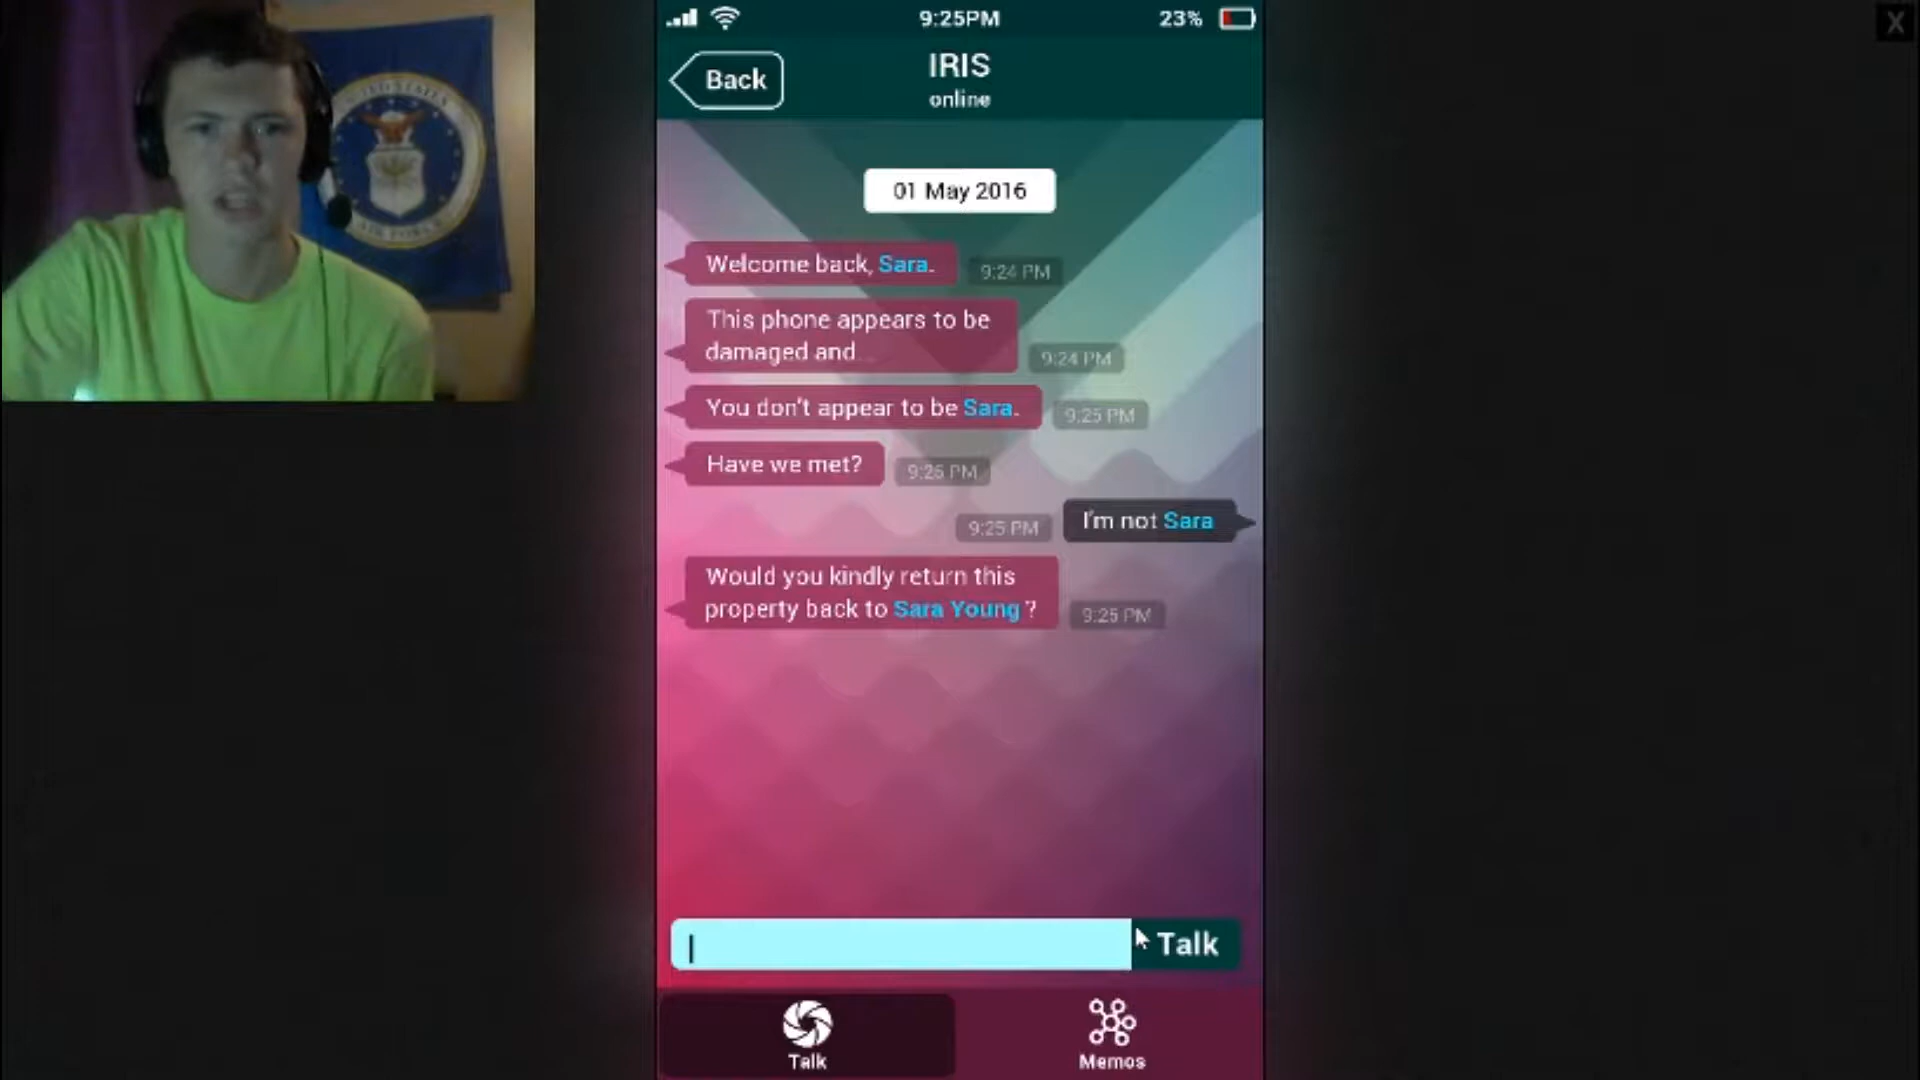 9:25PM
23%
X
Back
IRIS
online
01 May 2016
Welcome back, Sara.
9:24 PM
This phone appears to be
damaged and...
9:24 PM
You don't appear to be Sara.
9:25 PM
Have we met?
9:25 PM
9:25 PM
I'm not Sara
Would you kindly return this
property back to Sara Young ?
9:25 PM
Talk
Talk
Memos